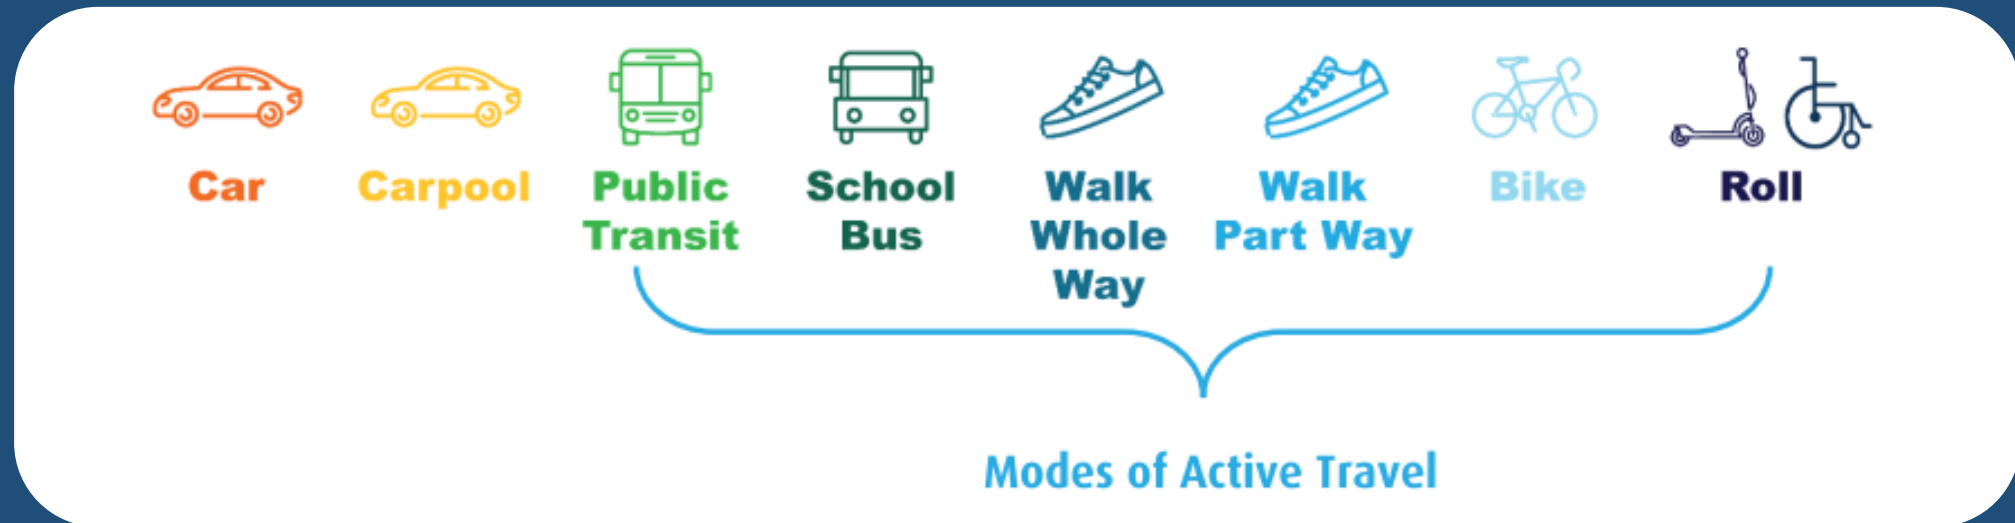 Car
Carpool
Public
Transit
School
Bus
Walk
Whole
Way
Walk
Part Way
Bike
Roll
Modes of Active Travel